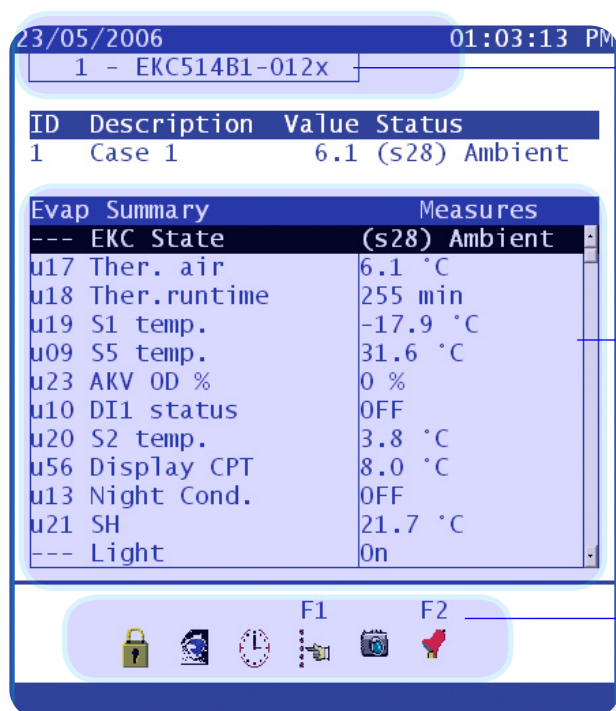 23/05/2006 01:03:13 PM
1 - EKC514B1-012x
ID Description Value Status
1 Case 1 6.1 (s28) Ambient
Evap Summary Measures
--- EKC State (s28) Ambient
u17 Ther. air 6.1 °C
u18 Ther.runtime 255 min
u19 S1 temp. -17.9 °C
u09 S5 temp. 31.6 °C
u23 AKV OD % 0 %
u10 DI1 status OFF
u20 S2 temp. 3.8 °C
u56 Display CPT 8.0 °C
u13 Night Cond. OFF
u21 SH 21.7 °C
--- Light On
F1 F2